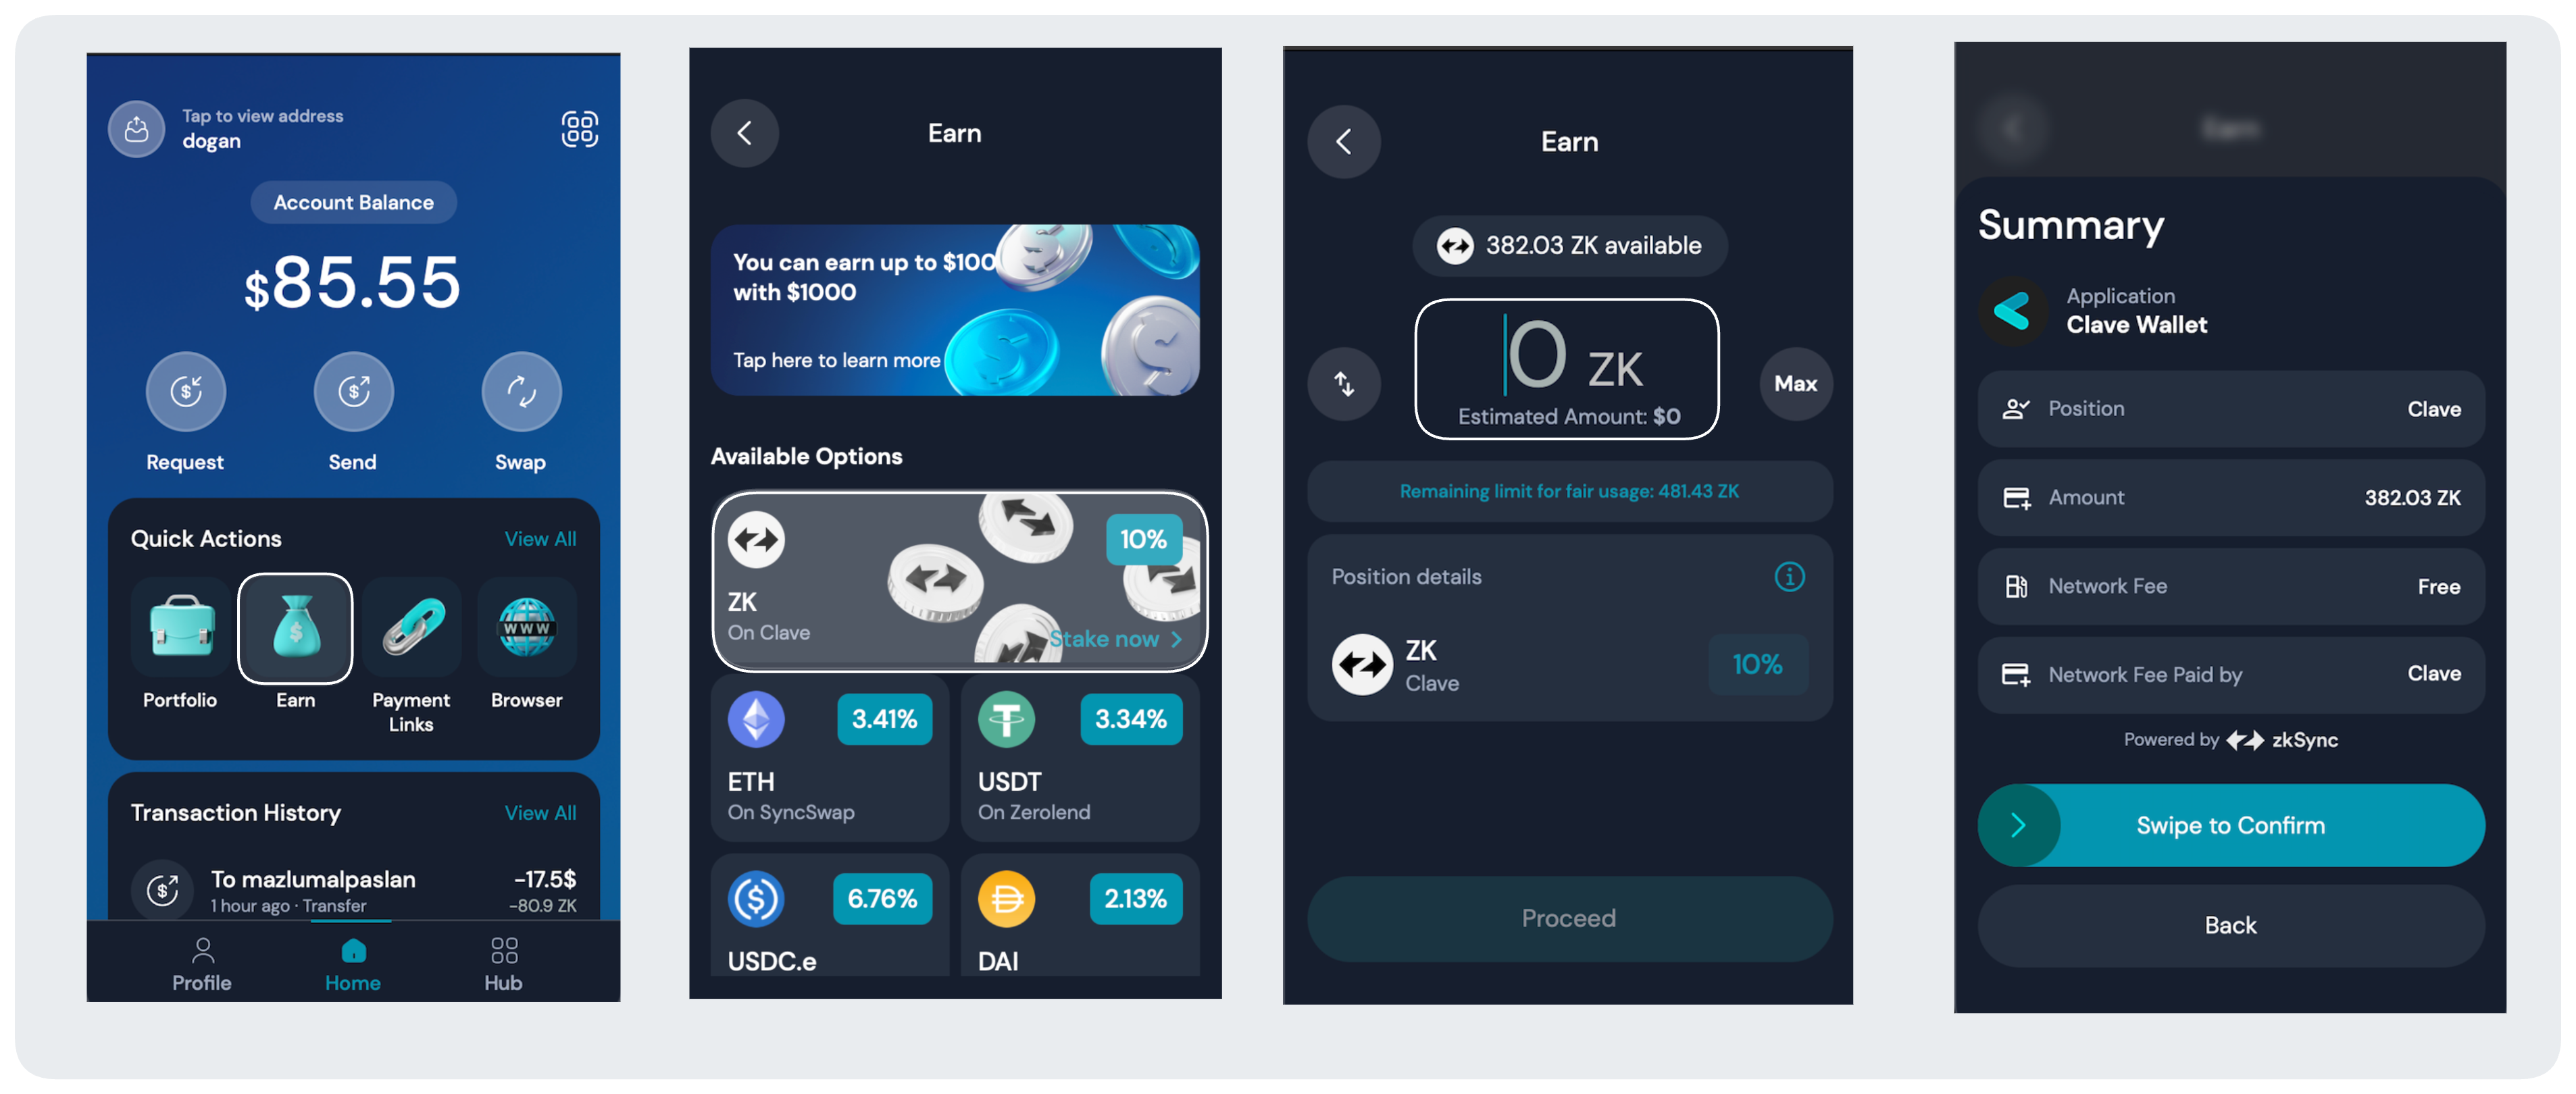 Tap to view address
dogan
Account Balance
$85.55
Request
Send
Swap
Quick Actions
View All
Portfolio
Earn
Payment
Links
Browser
WWW
Transaction History
View All
To mazlumalpaslan
-17.5$
1 hour ago · Transfer
-80.9 ZK
Profile
Home
Hub
Earn
You can earn up to $100
with $1000
Tap here to learn more
Available Options
10%
ZK
On Clave
Stake now
3.41%
ETH
On SyncSwap
3.34%
USDT
On Zerolend
6.76%
USDC.e
2.13%
DAI
Earn
382.03 ZK available
0 ZK
Estimated Amount: $0
Max
Remaining limit for fair usage: 481.43 ZK
Position details
ZK
Clave
10%
Proceed
Earn
Summary
Application
Clave Wallet
Position
Clave
Amount
382.03 ZK
Network Fee
Free
Network Fee Paid by
Clave
Powered by zkSync
Swipe to Confirm
Back